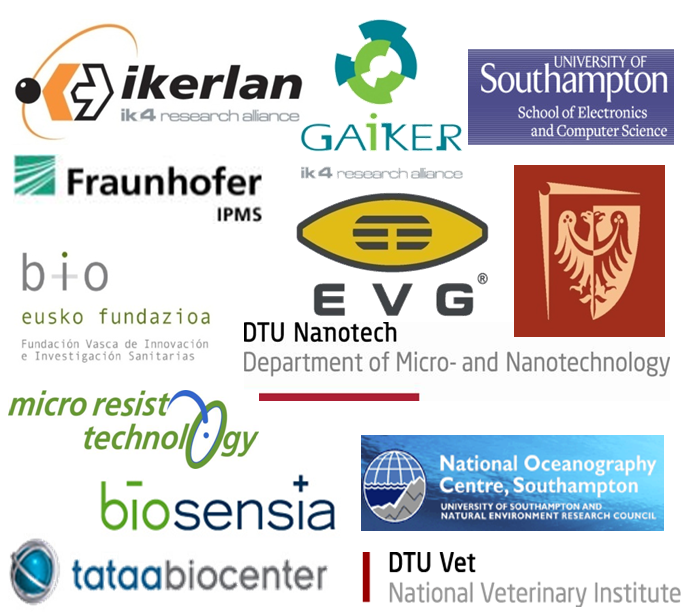 ikerlan
ik4 research alliance
GAiKER
ik4 research alliance
UNIVERSITY OF
Southampton
School of Electronics
and Computer Science
Fraunhofer
IPMS
EVG®
bio
eusko fundazioa
Fundación Vasca de Innovación
e Investigación Sanitarias
DTU Nanotech
Department of Micro- and Nanotechnology
micro resist
technology
National Oceanography
Centre, Southampton
UNIVERSITY OF SOUTHAMPTON AND
NATURAL ENVIRONMENT RESEARCH COUNCIL
biosensia
tataabiocenter
DTU Vet
National Veterinary Institute